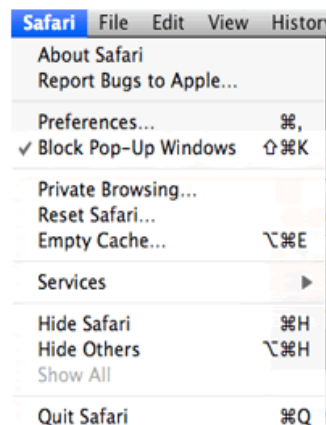 Safari File Edit View History
About Safari
Report Bugs to Apple...
Preferences... ⌘,
✓ Block Pop-Up Windows ⇧⌘K
Private Browsing...
Reset Safari...
Empty Cache... ⌥⌘E
Services ▶
Hide Safari ⌘H
Hide Others ⌥⌘H
Show All
Quit Safari ⌘Q